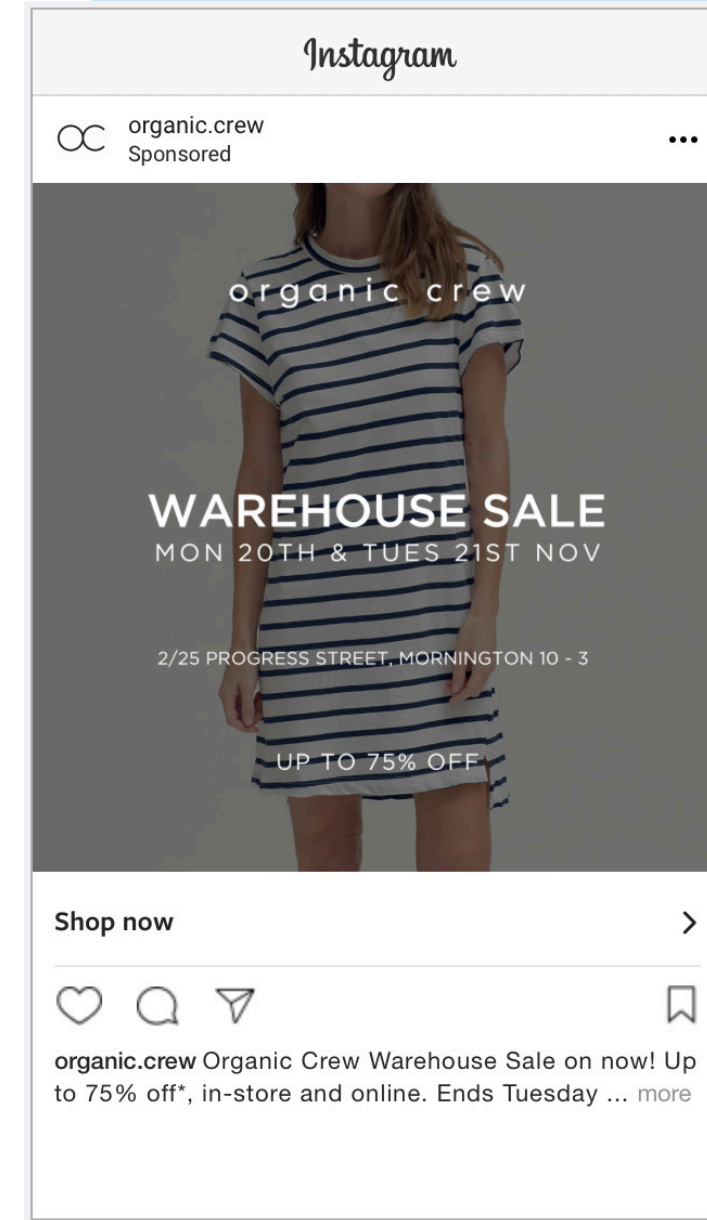 Instagram
OC
organic.crew
Sponsored
organic crew
WAREHOUSE SALE
MON 20TH & TUES 21ST NOV
2/25 PROGRESS STREET, MORNINGTON 10 - 3
UP TO 75% OFF
Shop now
organic.crew Organic Crew Warehouse Sale on now! Up
to 75% off*, in-store and online. Ends Tuesday ... more